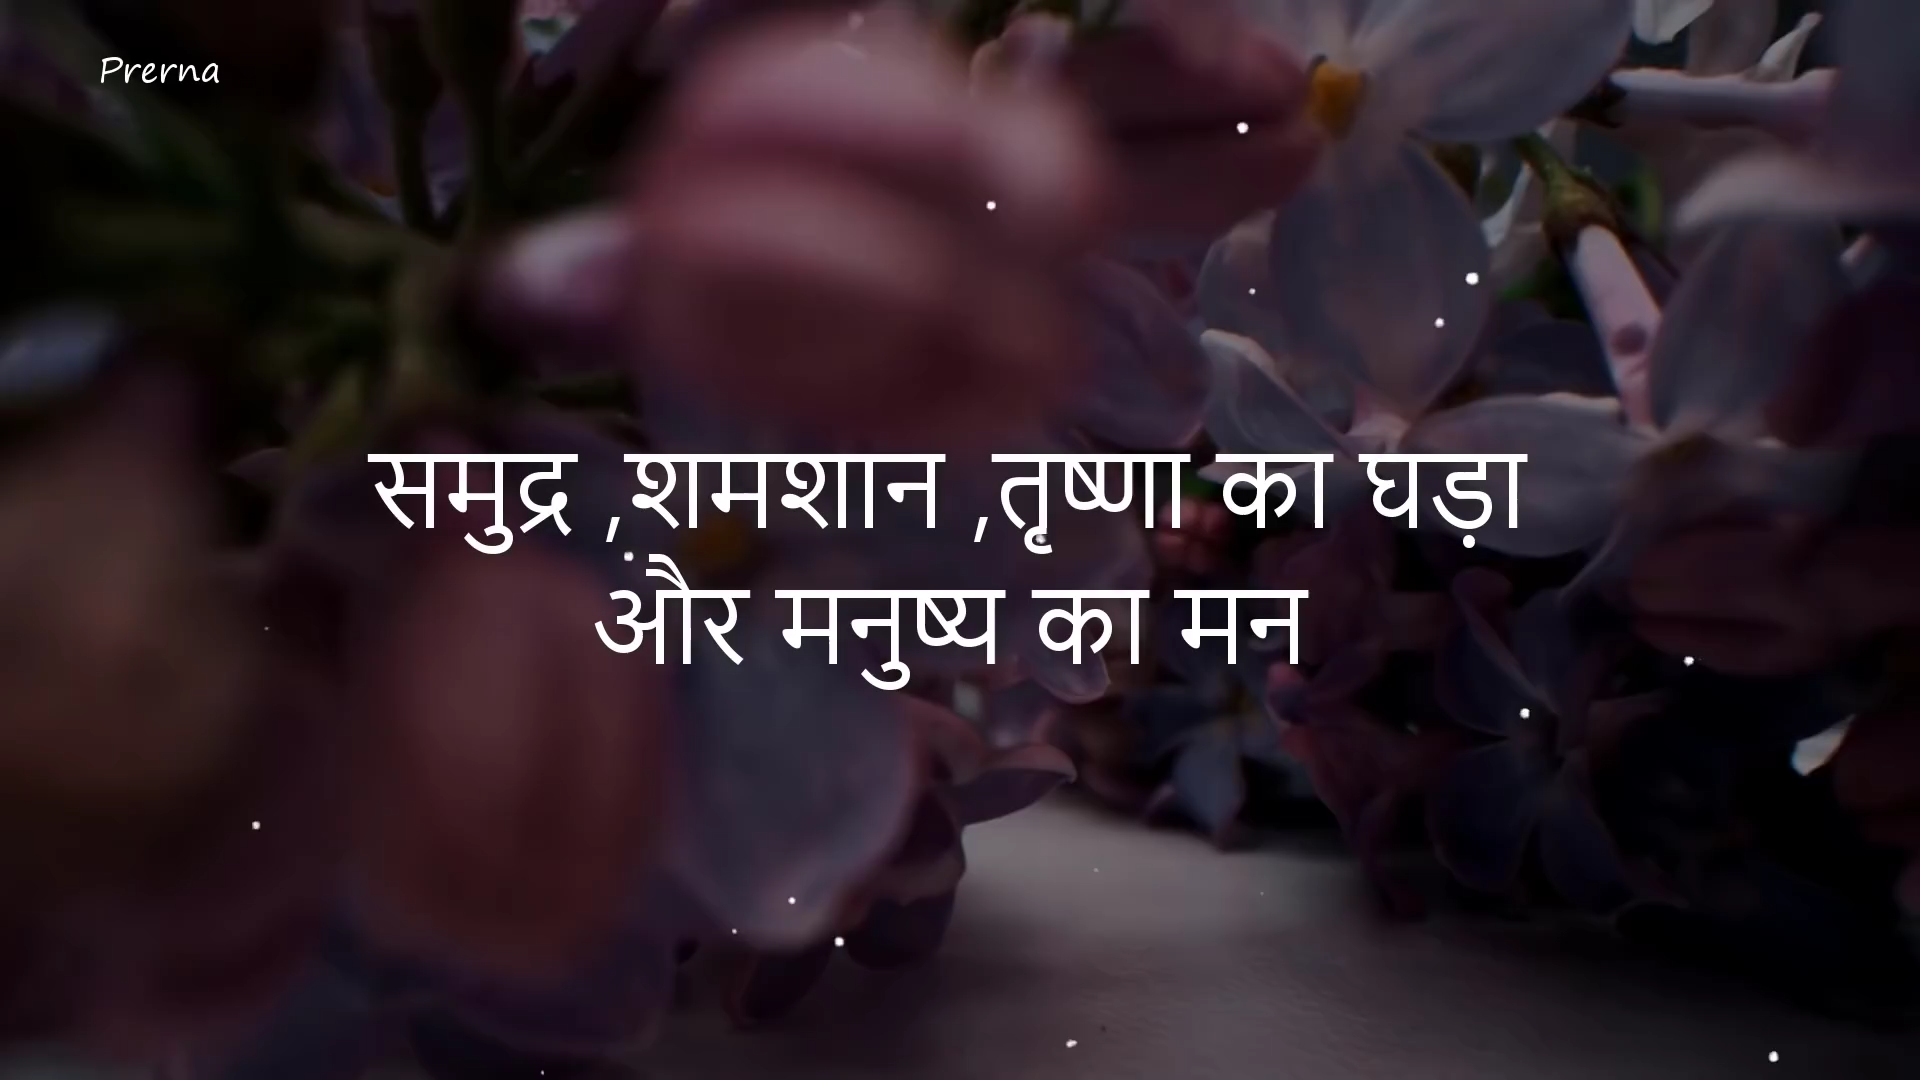 Prerna
समुद्र ,शमशान ,तृष्णा का घड़ा
और मनुष्य का मन